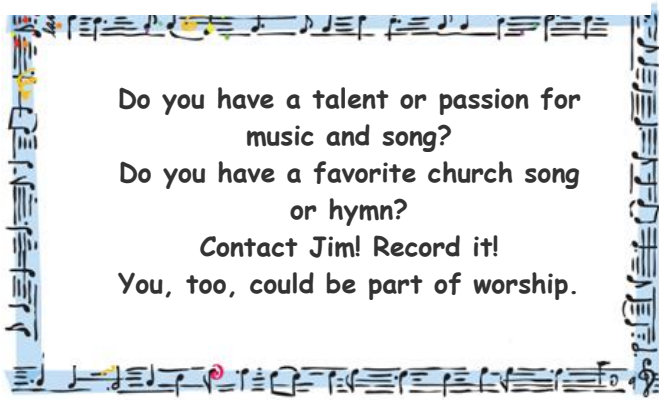 Do you have a talent or passion for
music and song?
Do you have a favorite church song
or hymn?
Contact Jim! Record it!
You, too, could be part of worship.